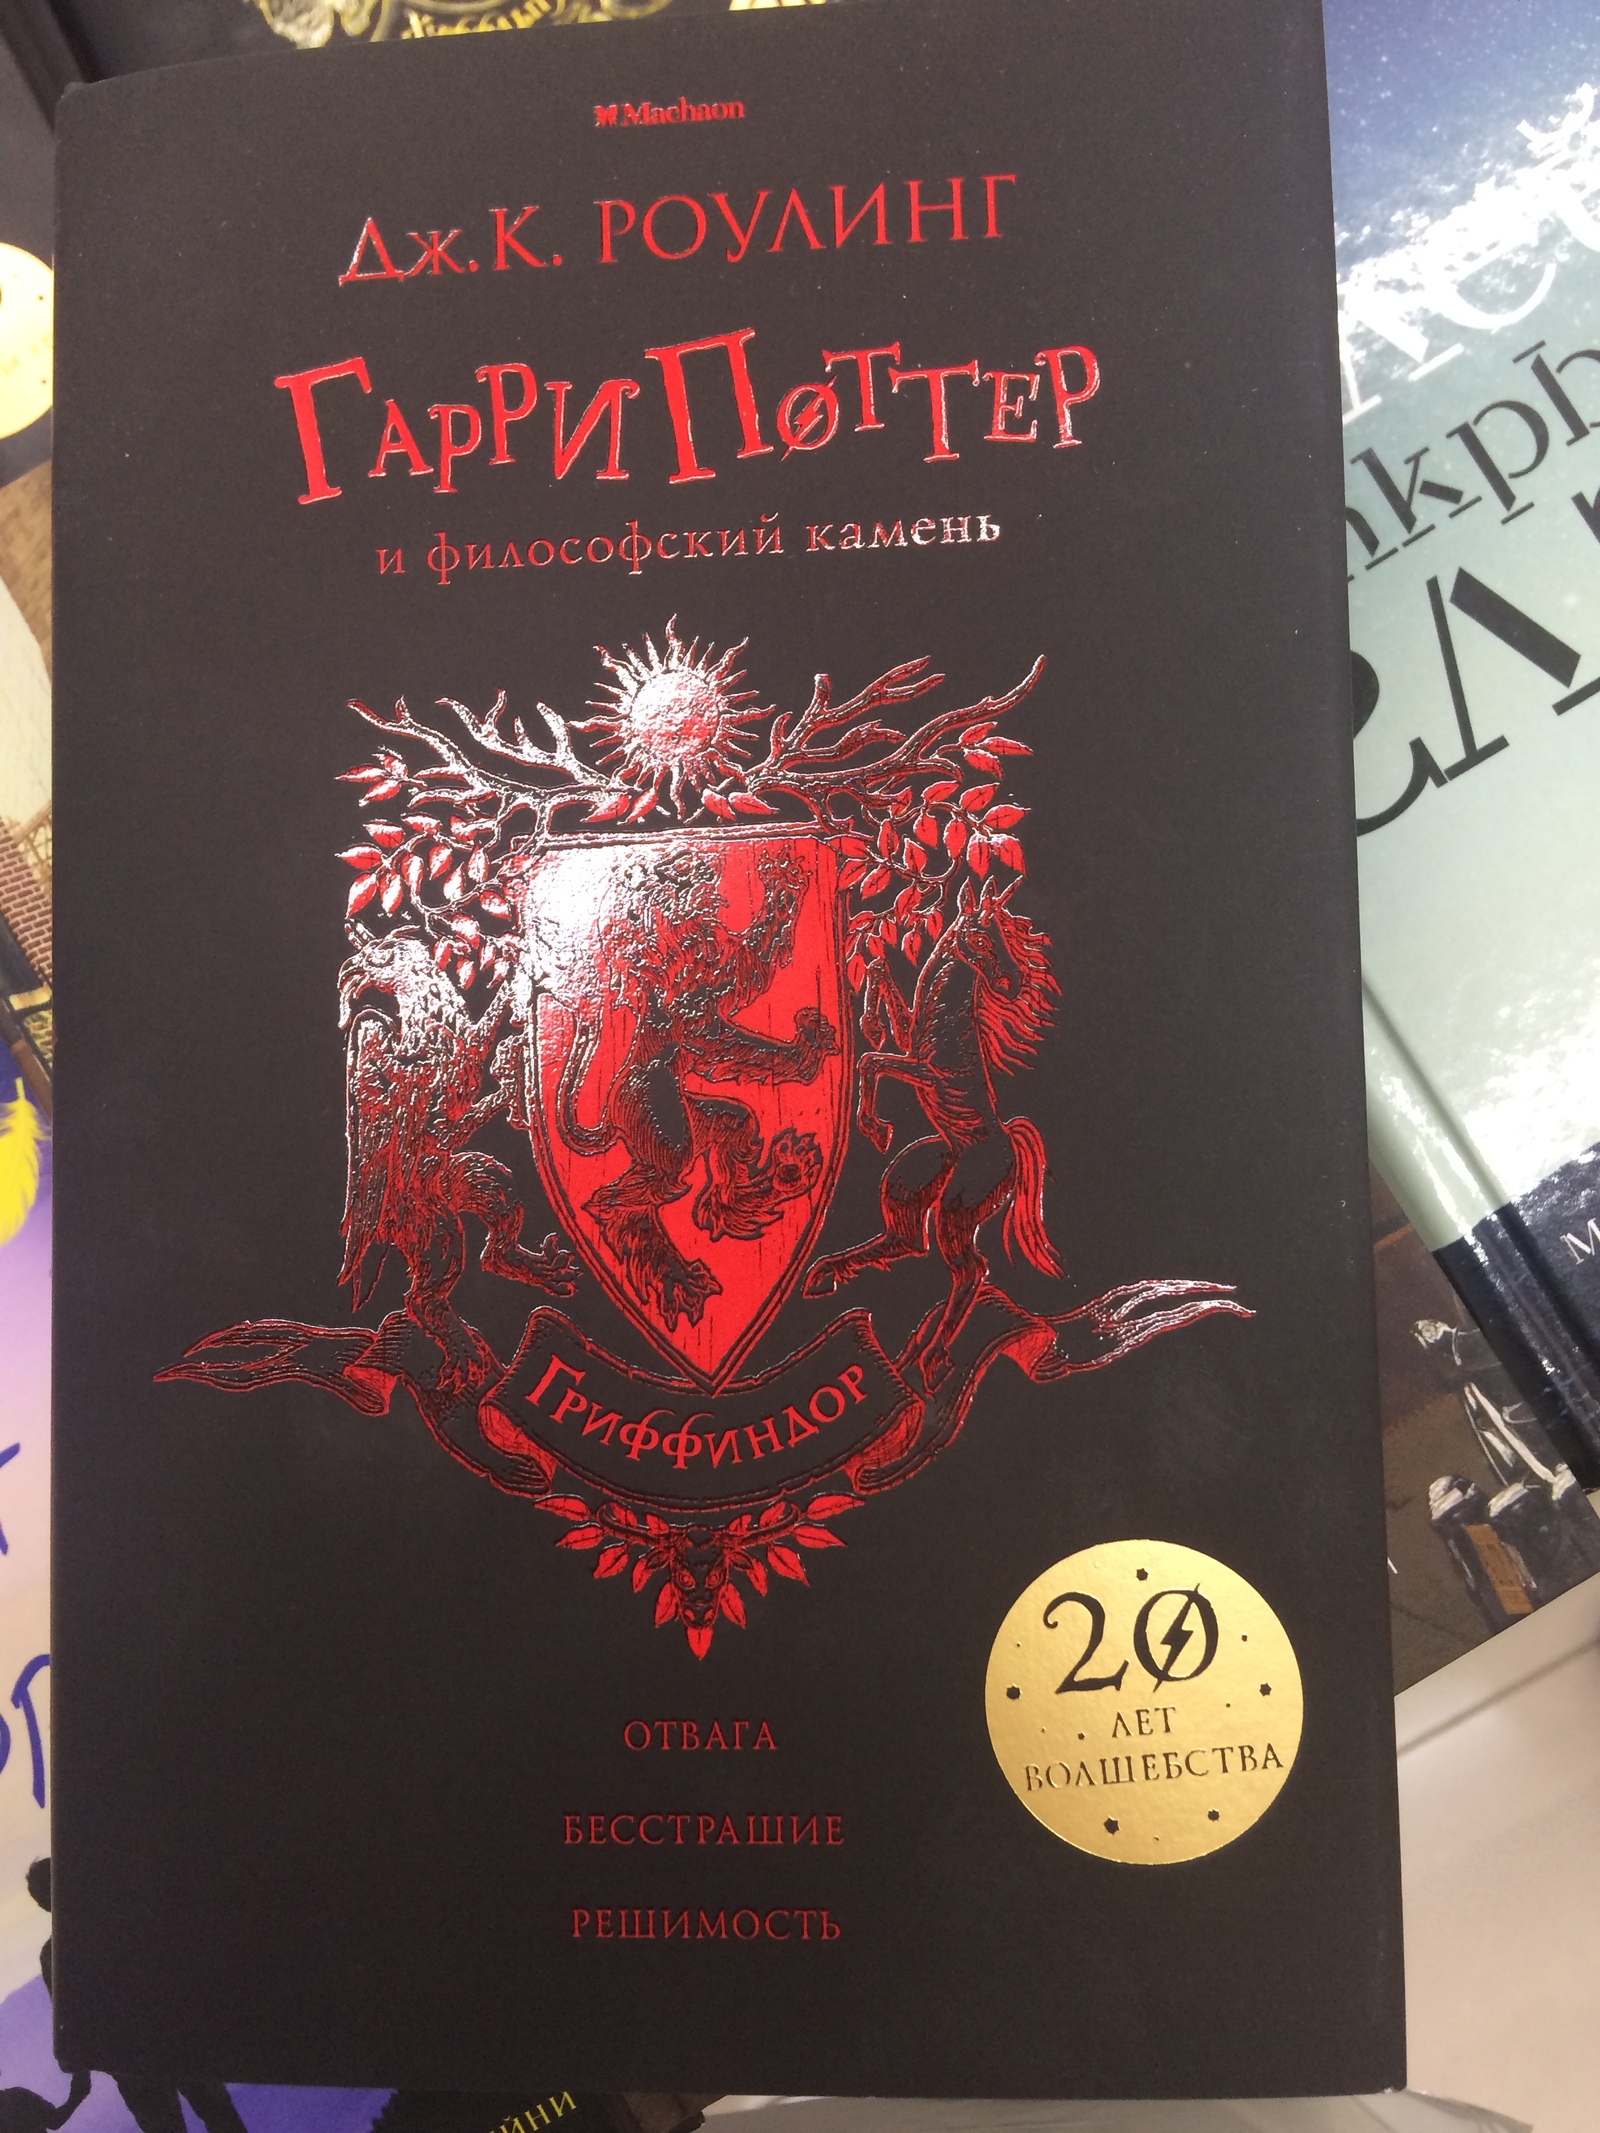 Machaon
Дж. К. РОУЛИНГ
ГАРРИ ПОТТЕР
и философский камень
ГРИФФИНДОР
20
ЛЕТ
ВОЛШЕБСТВА
ОТВАГА
БЕССТРАШИЕ
РЕШИМОСТЬ